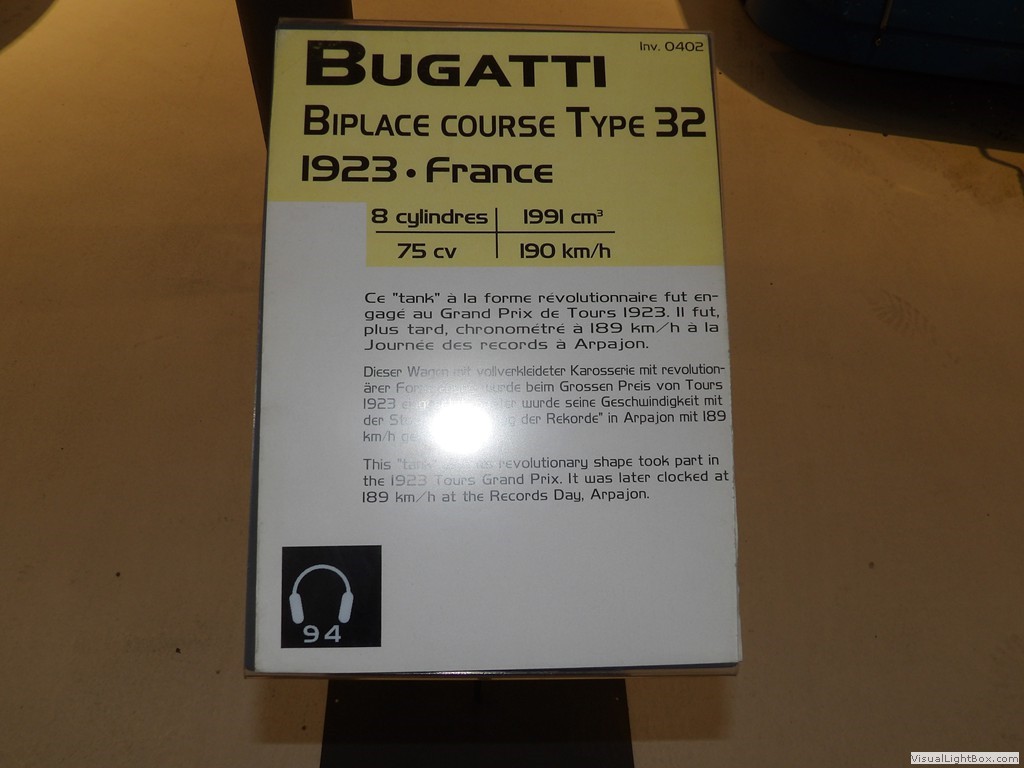 Inv. 0402
BUGATTI
BIPLACE COURSE TYPE 32
1923 • France
8 cylindres 1991 cm³
75 cv 190 km/h
Ce "tank" à la forme révolutionnaire fut en-
gagé au Grand Prix de Tours 1923. Il fut,
plus tard, chronométré à 189 km/h à la
Journée des records à Arpajon.
Dieser Wagen mit vollverkleideter Karosserie mit revolution-
ärer wurde beim Grossen Preis von Tours
1923 wurde seine Geschwindigkeit mit
der der Rekorde" in Arpajon mit 189
km/h
This "tank" revolutionary shape took part in
the 1923 Tours Grand Prix. It was later clocked at
189 km/h at the Records Day, Arpajon.
94
VisualLightBox.com